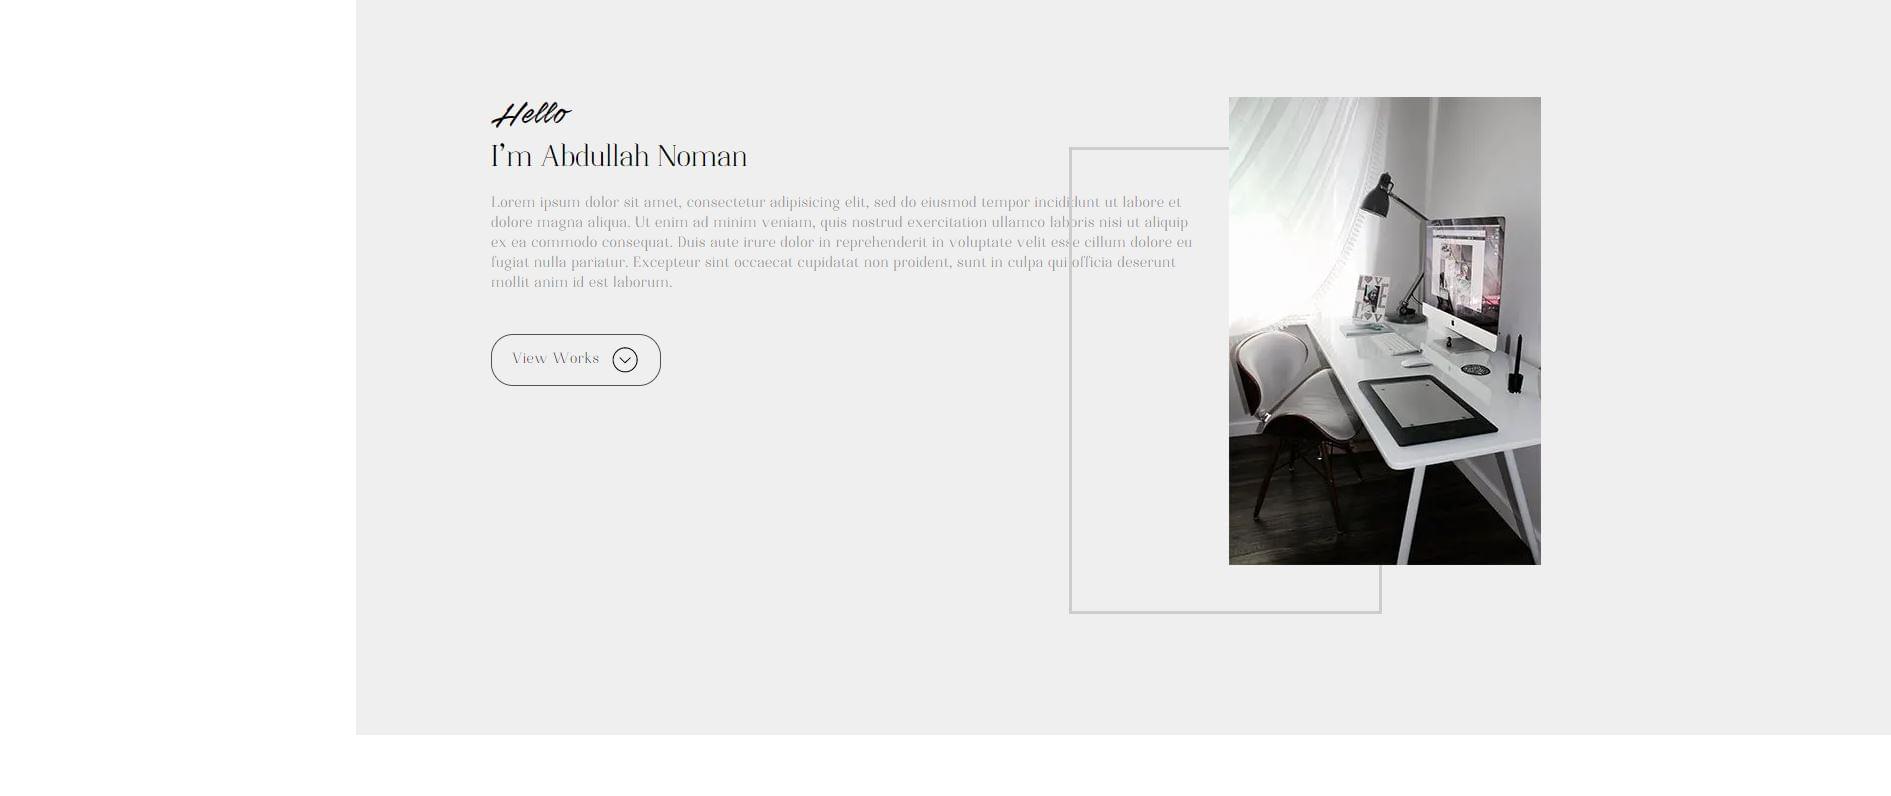 Hello
I’m Abdullah Noman
Lorem ipsum dolor sit amet, consectetur adipisicing elit, sed do eiusmod tempor incididunt ut labore et
dolore magna aliqua. Ut enim ad minim veniam, quis nostrud exercitation ullamco laboris nisi ut aliquip
ex ea commodo consequat. Duis aute irure dolor in reprehenderit in voluptate velit esse cillum dolore eu
fugiat nulla pariatur. Excepteur sint occaecat cupidatat non proident, sunt in culpa qui officia deserunt
mollit anim id est laborum.
View Works